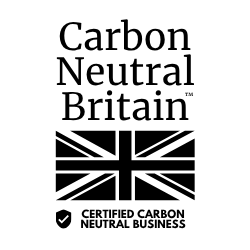 Carbon
Neutral
Britain™
CERTIFIED CARBON
NEUTRAL BUSINESS